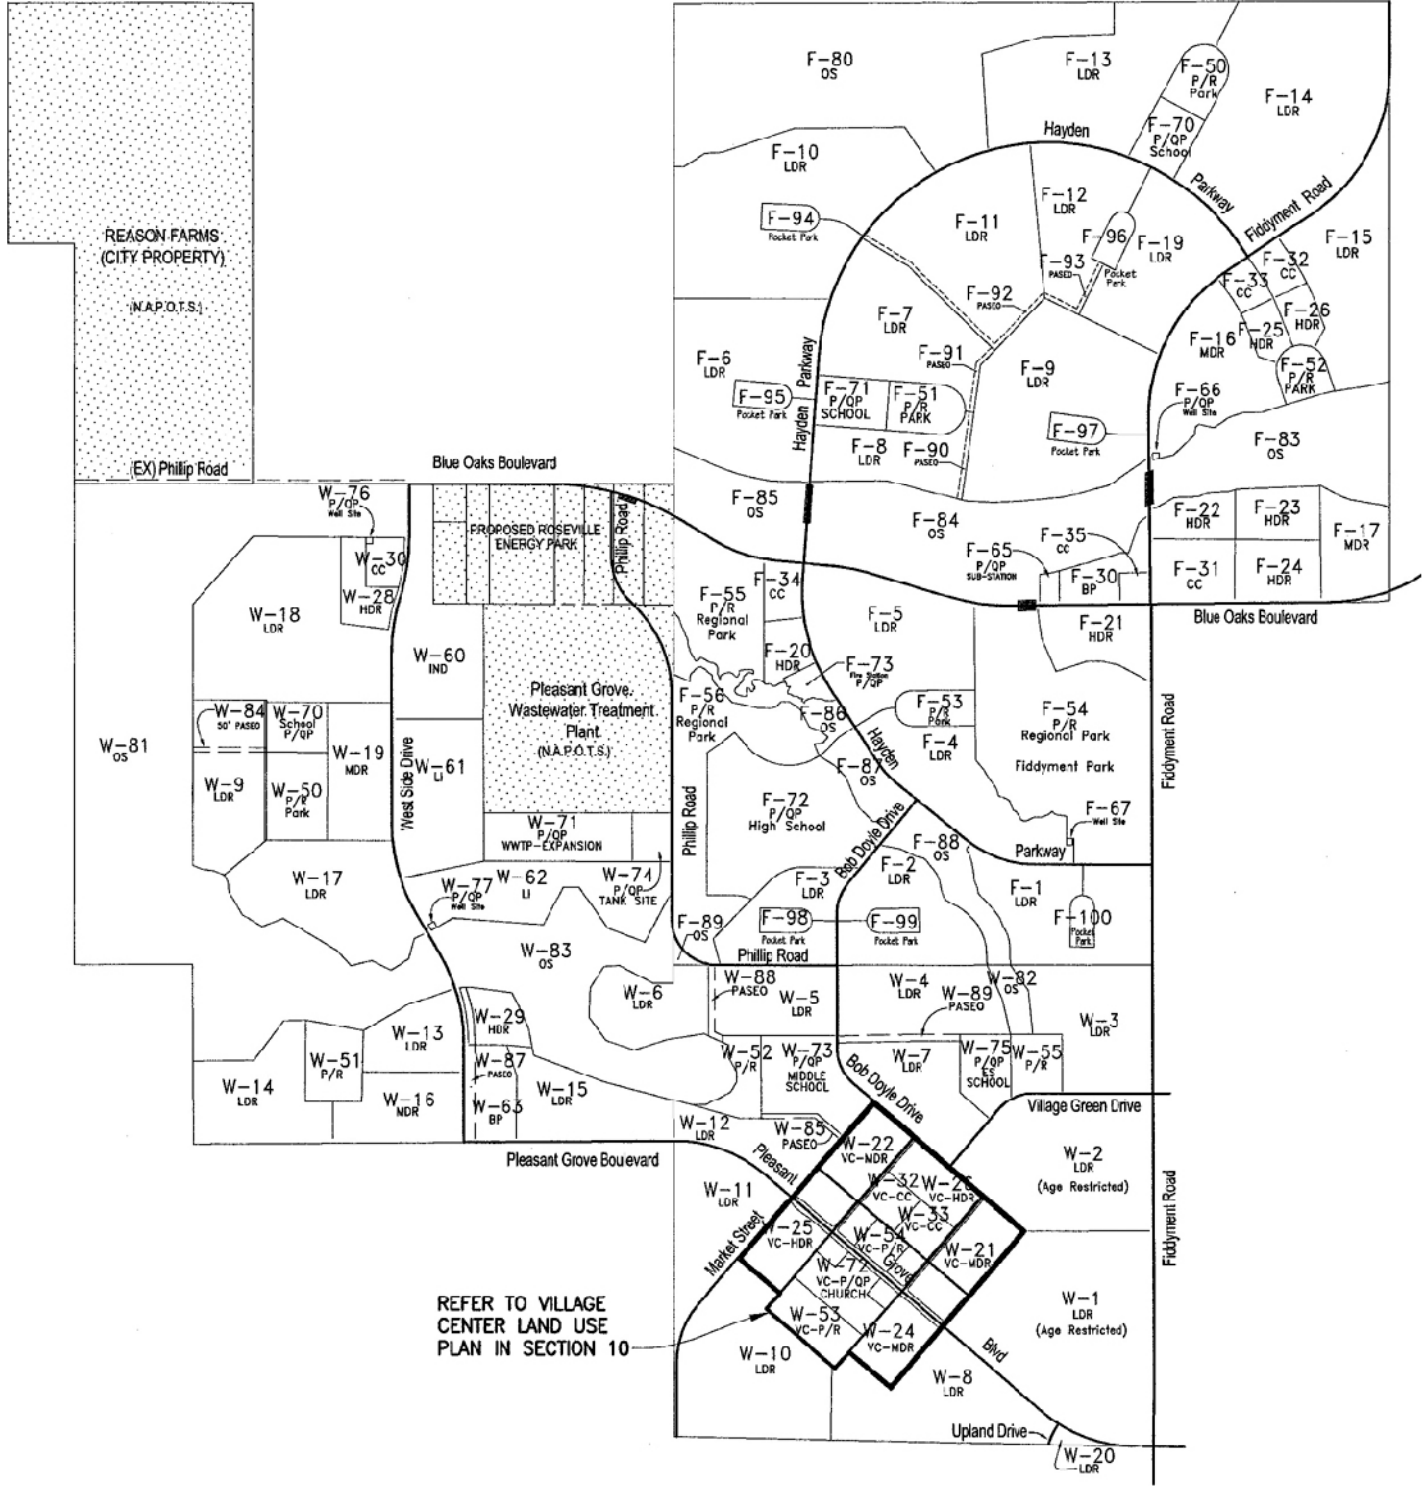 F-80
OS
F-13
LDR
F-50
P/R
Park
F-14
LDR
Hayden
F-70
P/QP
School
F-10
LDR
Parkway
Fiddyment Road
F-12
LDR
F-94
Pocket Park
F-11
LDR
F-96
Pocket
Park
F-19
LDR
F-15
LDR
REASON FARMS
(CITY PROPERTY)
(N.A.P.O.T.S.)
F-93
PASEO
F-32
CC
F-33
CC
F-92
PASEO
F-7
LDR
F-26
HDR
F-25
HDR
F-16
MDR
F-6
LDR
Hayden Parkway
F-91
PASEO
F-9
LDR
F-52
P/R
PARK
F-95
Pocket Park
F-71
P/QP
SCHOOL
F-51
P/R
PARK
F-66
P/QP
Well Site
F-97
Pocket Park
F-8
LDR
F-90
PASEO
F-83
OS
(EX) Phillip Road
Blue Oaks Boulevard
W-76
P/QP
Well Site
F-85
OS
F-84
OS
F-22
HDR
F-23
HDR
F-17
MDR
PROPOSED ROSEVILLE
ENERGY PARK
Phillip Road
F-35
CC
F-65
P/QP
SUB-STATION
F-30
BP
F-31
CC
F-24
HDR
W-30
CC
W-28
HDR
W-18
LDR
F-34
CC
F-55
P/R
Regional
Park
F-5
LDR
F-21
HDR
Blue Oaks Boulevard
W-60
IND
F-20
HDR
F-73
Fire Station
P/QP
Pleasant Grove
Wastewater Treatment
Plant
(N.A.P.O.T.S.)
F-56
P/R
Regional
Park
F-86
OS
F-53
P/R
Park
F-54
P/R
Regional Park
Fiddyment Park
Fiddyment Road
W-84
50' PASEO
W-70
School
P/QP
W-81
OS
W-19
MDR
West Side Drive
W-61
LI
Hayden
F-4
LDR
F-87
OS
W-9
LDR
W-50
P/R
Park
F-72
P/QP
High School
Phillip Road
Bob Doyle Drive
F-67
Well Site
W-71
P/QP
WWTP-EXPANSION
F-88
OS
Parkway
W-17
LDR
W-77
P/QP
Well Site
W-62
LI
W-74
P/QP
TANK SITE
F-3
LDR
F-2
LDR
F-1
LDR
F-100
Pocket
Park
F-89
OS
F-98
Pocket Park
F-99
Pocket Park
W-83
OS
Phillip Road
W-6
LDR
W-88
PASEO
W-5
LDR
W-4
LDR
W-82
OS
W-89
PASEO
W-3
LDR
W-29
HDR
W-13
LDR
W-51
P/R
W-87
PASEO
W-52
P/R
W-73
P/QP
MIDDLE
SCHOOL
W-7
LDR
W-75
P/QP
ES
SCHOOL
W-55
P/R
W-14
LDR
W-16
MDR
W-63
BP
W-15
LDR
Bob Doyle Drive
Village Green Drive
W-12
LDR
W-85
PASEO
Pleasant Grove Bouevard
Pleasant
W-22
VC-MDR
W-2
LDR
(Age Restricted)
W-11
LDR
W-32
VC-CC
VC-HDR
W-33
VC-CC
Fiddyment Road
Market Street
W-25
VC-HDR
W-54
VC-P/R
Grove
W-21
VC-MDR
W-72
VC-P/QP
CHURCH
REFER TO VILLAGE
CENTER LAND USE
PLAN IN SECTION 10
W-53
VC-P/R
W-24
VC-MDR
W-1
LDR
(Age Restricted)
W-10
LDR
Blvd
W-8
LDR
Upland Drive
W-20
LDR